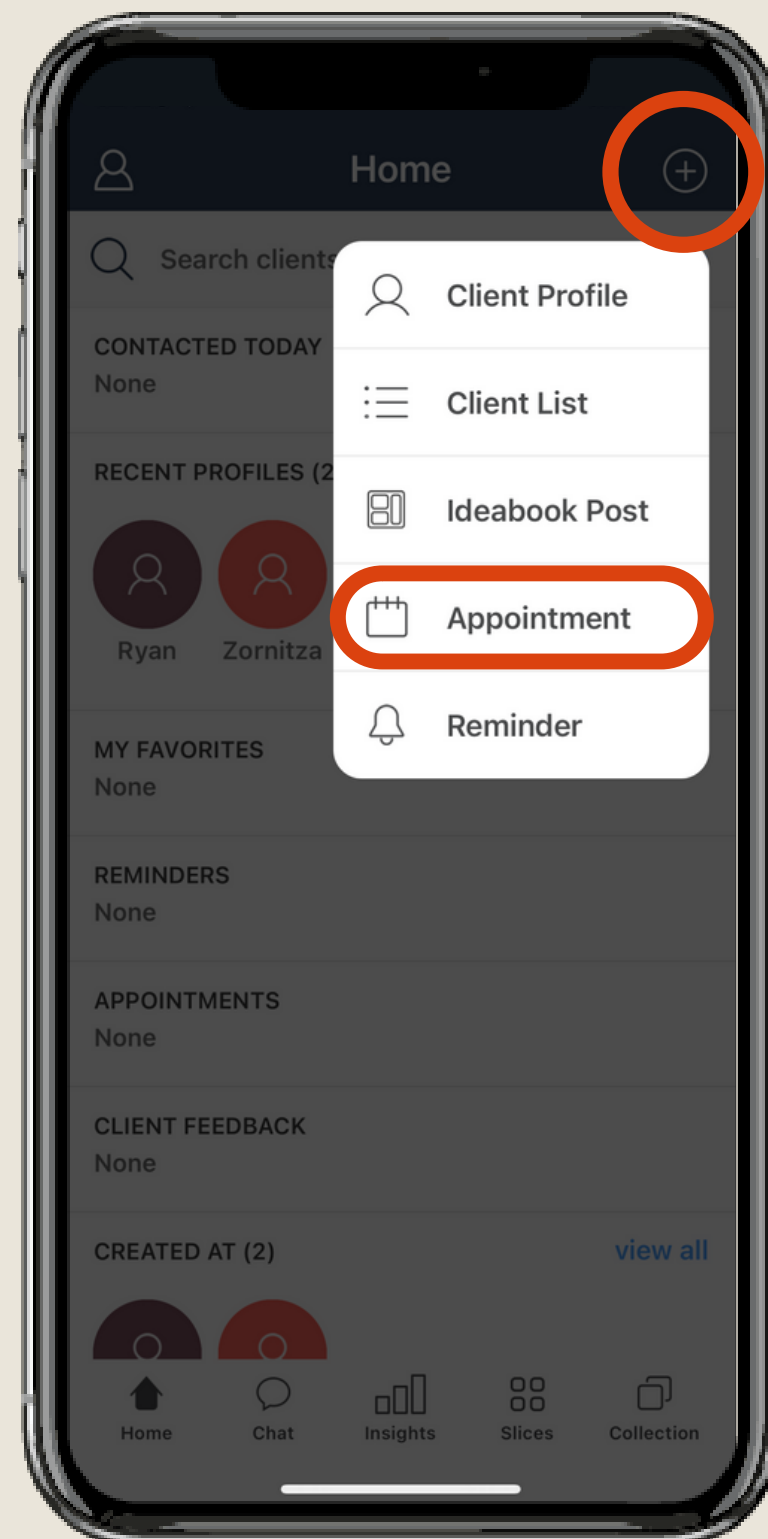 Home
Search clients
Client Profile
CONTACTED TODAY
None
Client List
RECENT PROFILES (2
Ideabook Post
Appointment
Ryan
Zornitza
Reminder
MY FAVORITES
None
REMINDERS
None
APPOINTMENTS
None
CLIENT FEEDBACK
None
CREATED AT (2)
view all
Home
Chat
Insights
Slices
Collection